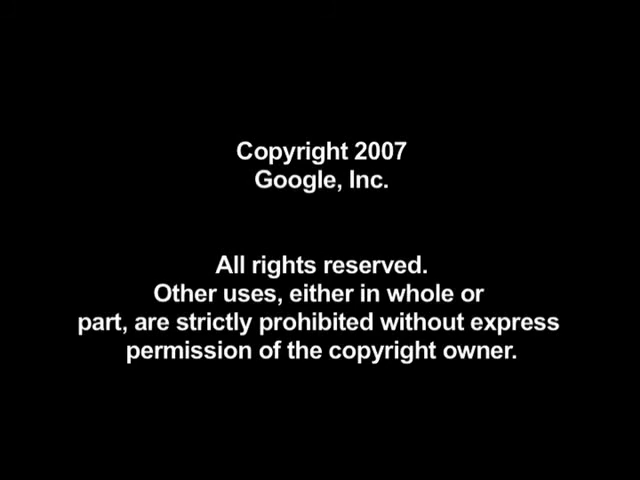 Copyright 2007
Google, Inc.
All rights reserved.
Other uses, either in whole or
part, are strictly prohibited without express
permission of the copyright owner.